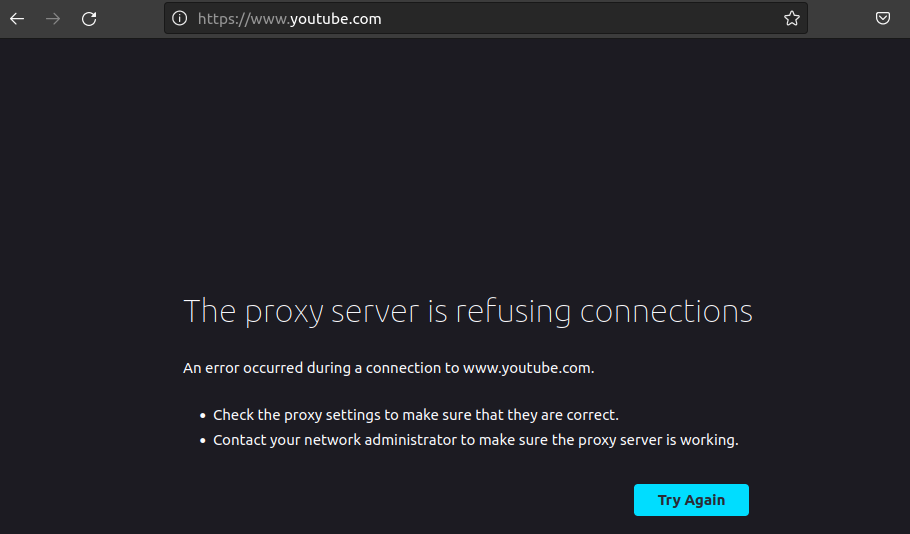 https://www.youtube.com
The proxy server is refusing connections
An error occurred during a connection to www.youtube.com.
• Check the proxy settings to make sure that they are correct.
• Contact your network administrator to make sure the proxy server is working.
Try Again